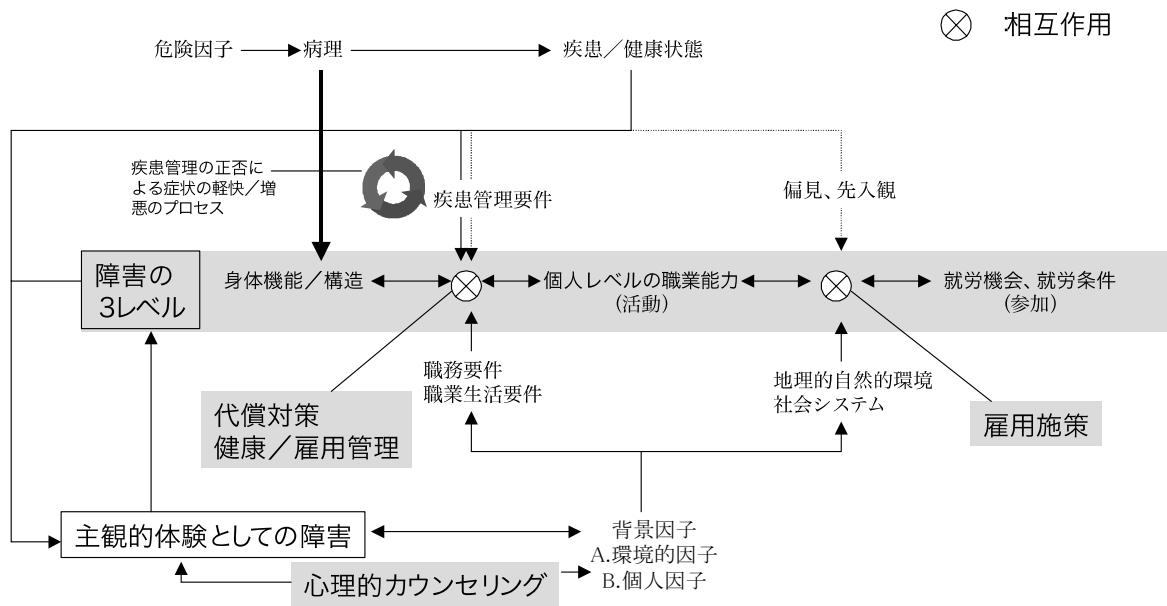 :相互作用
危険因子
病理
疾患／健康状態
疾患管理の正否に
よる症状の軽快／増
悪のプロセス
疾患管理要件
偏見、先入観
障害の
3レベル
身体機能／構造
個人レベルの職業能力
(活動)
就労機会、就労条件
(参加)
職務要件
職業生活要件
地理的自然的環境
社会システム
代償対策
健康／雇用管理
雇用施策
主観的体験としての障害
背景因子
A.環境的因子
B.個人因子
心理的カウンセリング